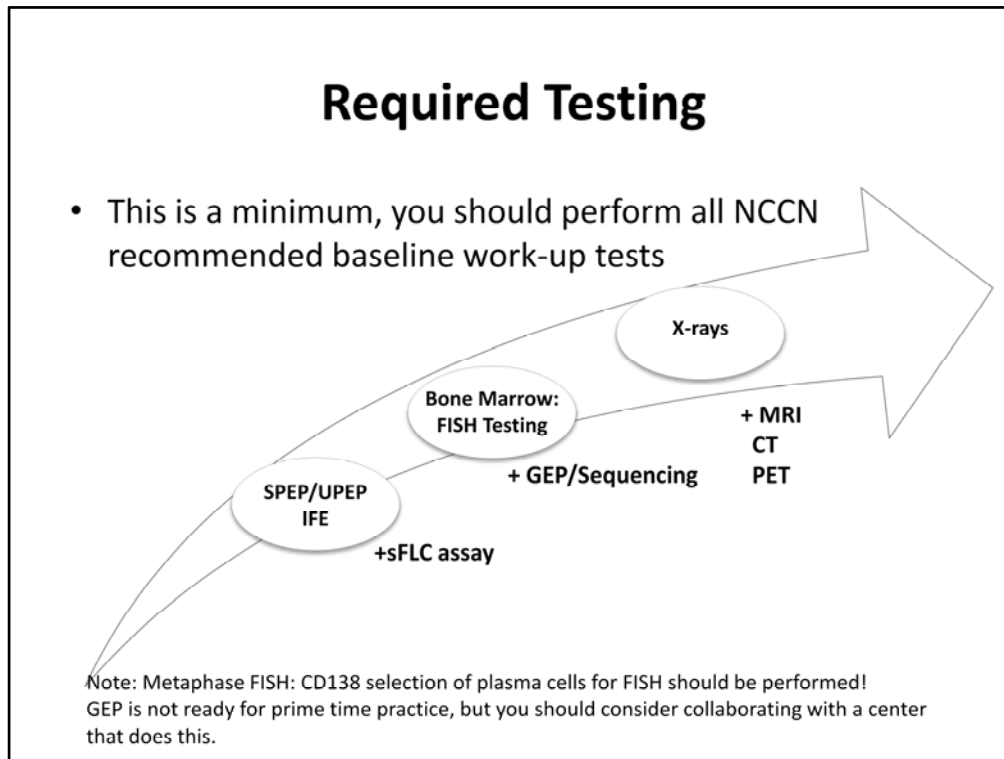 Required Testing
• This is a minimum, you should perform all NCCN
recommended baseline work-up tests
X-rays
+ MRI
CT
PET
Bone Marrow:
FISH Testing
+ GEP/Sequencing
SPEP/UPEP
IFE
+sFLC assay
Note: Metaphase FISH: CD138 selection of plasma cells for FISH should be performed!
GEP is not ready for prime time practice, but you should consider collaborating with a center
that does this.